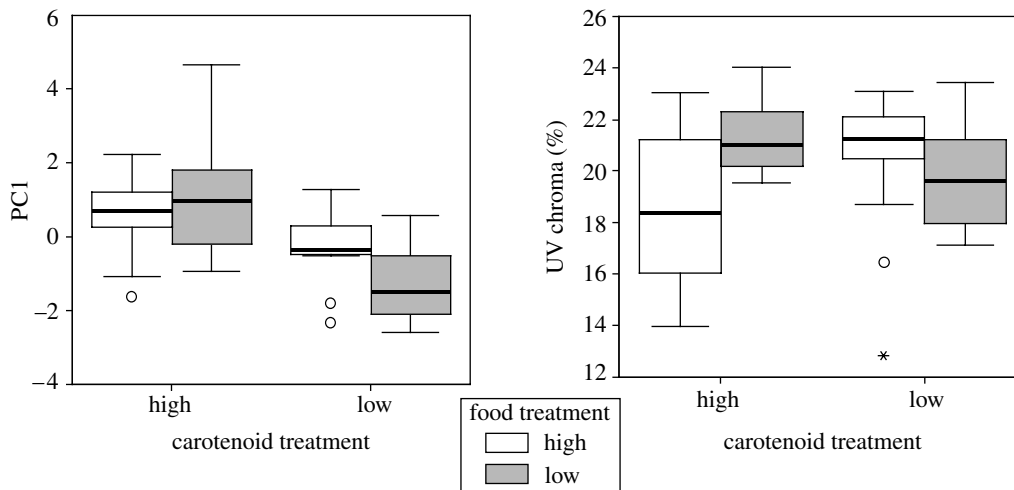 6
4
2
0
−2
−4
PC1
high
low
carotenoid treatment
26
24
22
20
18
16
14
12
UV chroma (%)
high
low
carotenoid treatment
food treatment
high
low